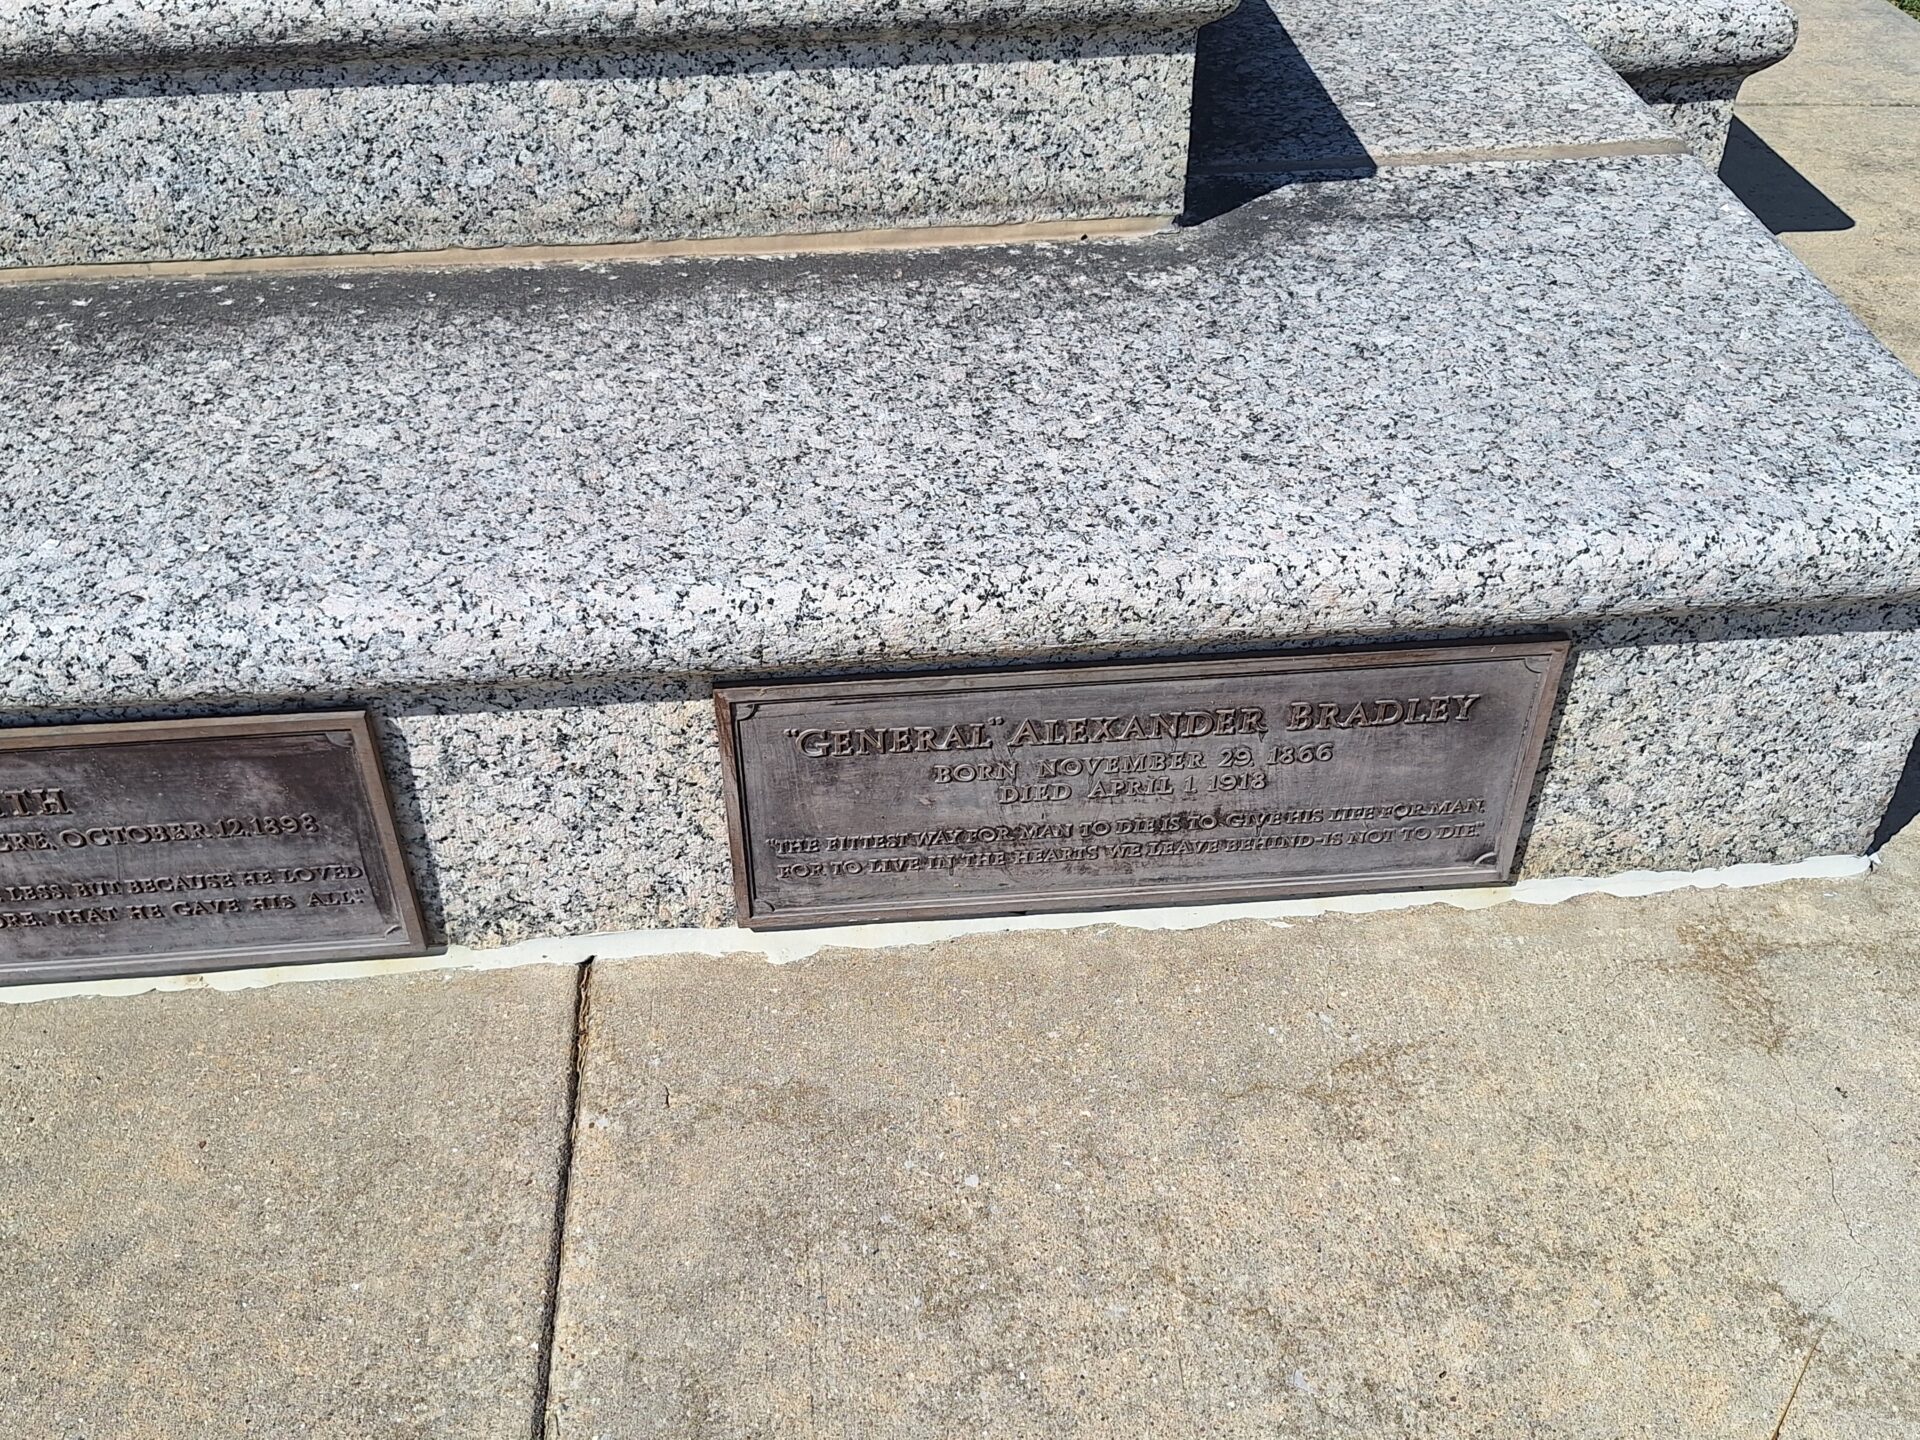 ITH
CRE, OCTOBER 12, 1898
LESS, BUT BECAUSE HE LOVED
ORE, THAT HE GAVE HIS ALL."
"GENERAL" ALEXANDER BRADLEY
BORN NOVEMBER 29, 1866
DIED APRIL 1 1918
"THE FITTEST WAY FOR MAN TO DIE IS TO GIVE HIS LIFE FOR MAN
FOR TO LIVE IN THE HEARTS WE LEAVE BEHIND-IS NOT TO DIE."